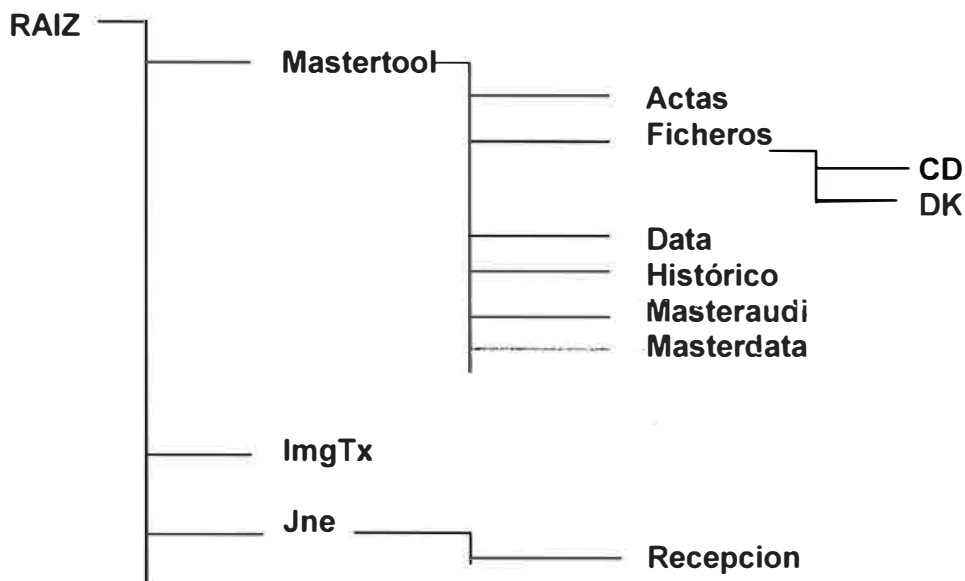 RAIZ
Mastertool
Actas
Ficheros
CD
DK
Data
Histórico
Masteraudi
Masterdata
ImgTx
Jne
Recepcion